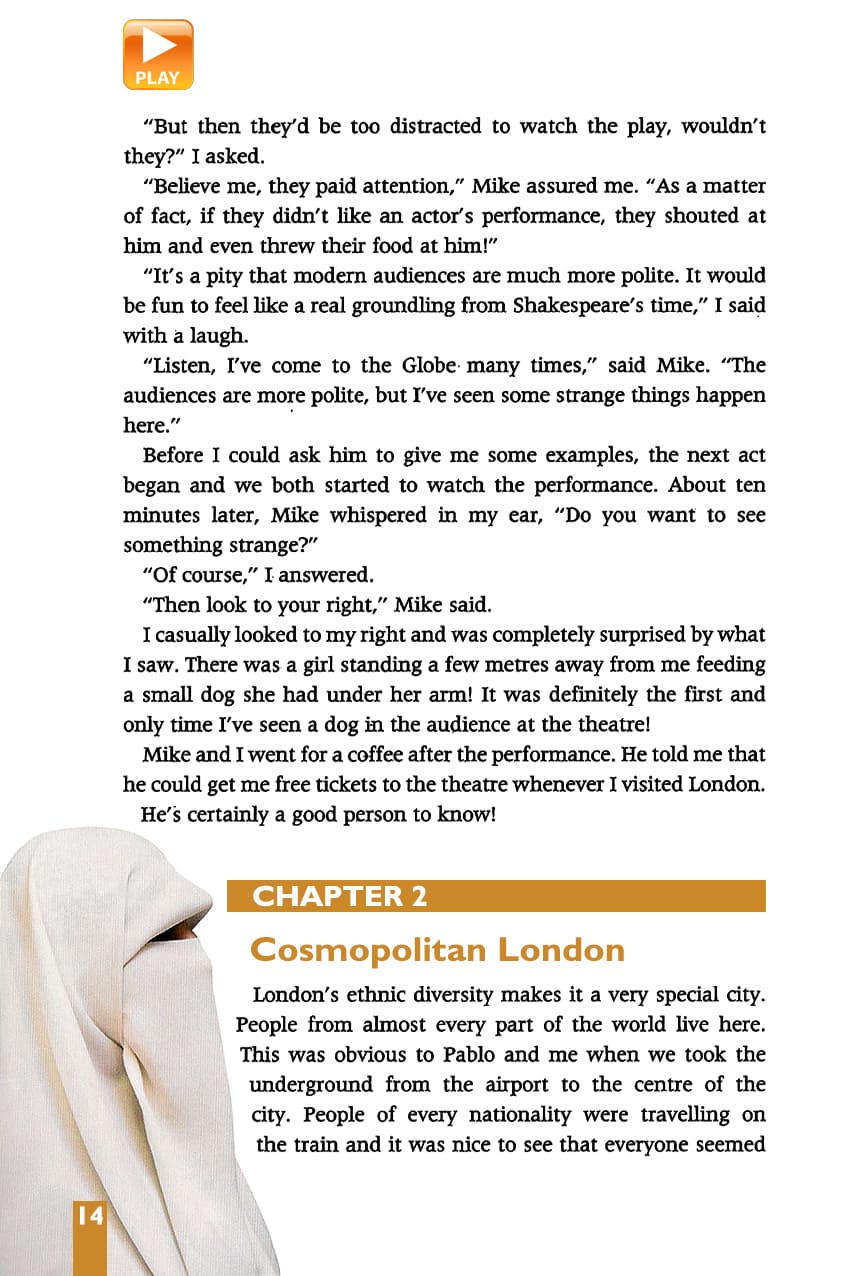 PLAY
“But then they’d be too distracted to watch the play, wouldn’t
they?” I asked.
“Believe me, they paid attention,” Mike assured me. “As a matter
of fact, if they didn’t like an actor’s performance, they shouted at
him and even threw their food at him!”
“It’s a pity that modern audiences are much more polite. It would
be fun to feel like a real groundling from Shakespeare’s time,” I said
with a laugh.
“Listen, I’ve come to the Globe many times,” said Mike. “The
audiences are more polite, but I’ve seen some strange things happen
here.”
Before I could ask him to give me some examples, the next act
began and we both started to watch the performance. About ten
minutes later, Mike whispered in my ear, “Do you want to see
something strange?”
“Of course,” I answered.
“Then look to your right,” Mike said.
I casually looked to my right and was completely surprised by what
I saw. There was a girl standing a few metres away from me feeding
a small dog she had under her arm! It was definitely the first and
only time I’ve seen a dog in the audience at the theatre!
Mike and I went for a coffee after the performance. He told me that
he could get me free tickets to the theatre whenever I visited London.
He’s certainly a good person to know!
CHAPTER 2
Cosmopolitan London
London’s ethnic diversity makes it a very special city.
People from almost every part of the world live here.
This was obvious to Pablo and me when we took the
underground from the airport to the centre of the
city. People of every nationality were travelling on
the train and it was nice to see that everyone seemed
14